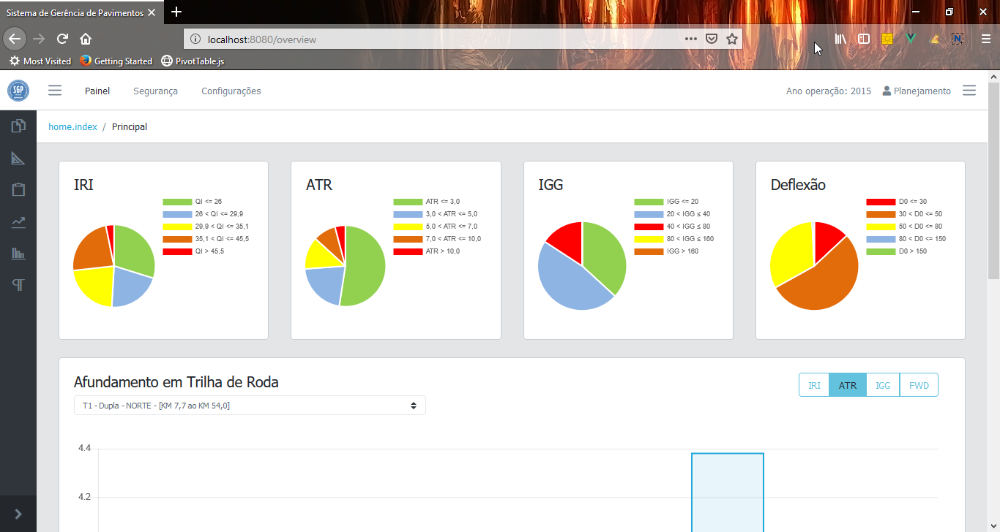 Sistema de Gerência de Pavimentos
localhost:8080/overview
Most Visited Getting Started PivotTable.js
SGP Painel Segurança Configurações Ano operação: 2015 Planejamento
home.index / Principal
IRI
QI <= 26
26 < QI <= 29,9
29,9 < QI <= 35,1
35,1 < QI <= 45,5
QI > 45,5
ATR
ATR <= 3,0
3,0 < ATR <= 5,0
5,0 < ATR <= 7,0
7,0 < ATR <= 10,0
ATR > 10,0
IGG
IGG <= 20
20 < IGG ≤ 40
40 < IGG ≤ 80
80 < IGG ≤ 160
IGG > 160
Deflexão
D0 <= 30
30 < D0 <= 50
50 < D0 <= 80
80 < D0 <= 150
D0 > 150
Afundamento em Trilha de Roda
IRI ATR IGG FWD
T1 - Dupla - NORTE - [KM 7,7 ao KM 54,0]
4.4
4.2